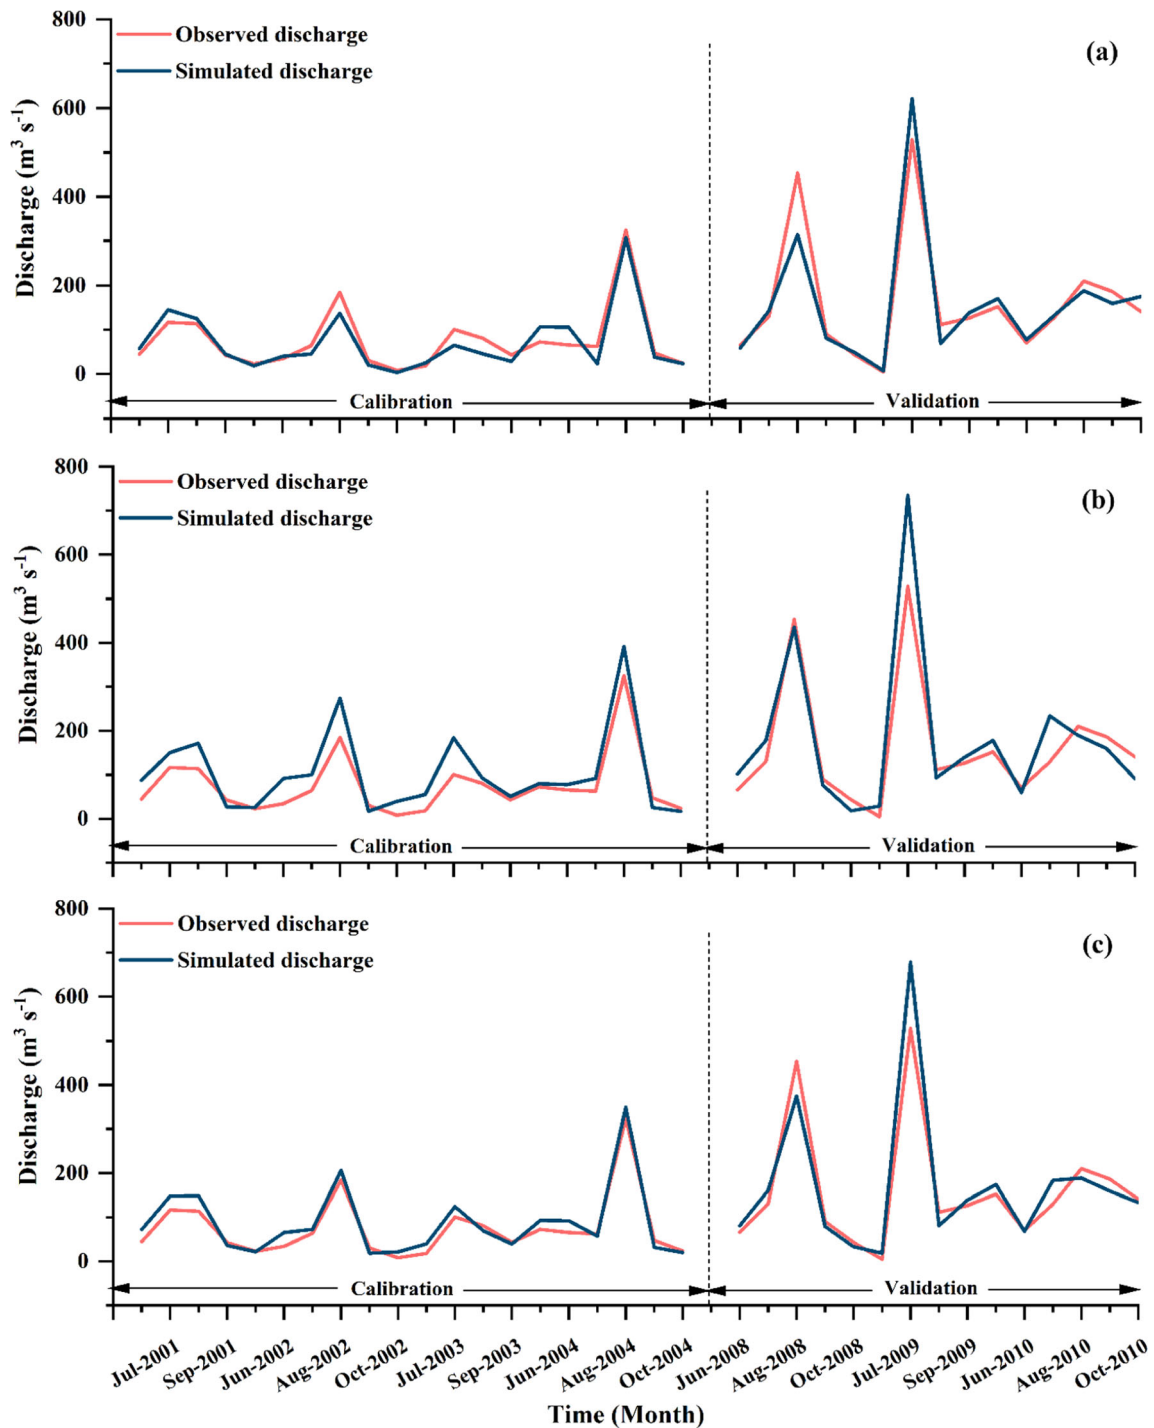 800
600
400
200
0
Discharge (m³ s⁻¹)
Observed discharge
Simulated discharge
(a)
Calibration
Validation
800
600
400
200
0
Discharge (m³ s⁻¹)
Observed discharge
Simulated discharge
(b)
Calibration
Validation
800
600
400
200
0
Discharge (m³ s⁻¹)
Observed discharge
Simulated discharge
(c)
Calibration
Validation
Jul-2001
Sep-2001
Jun-2002
Aug-2002
Oct-2002
Jul-2003
Sep-2003
Jun-2004
Aug-2004
Oct-2004
Jun-2008
Aug-2008
Oct-2008
Jul-2009
Sep-2009
Jun-2010
Aug-2010
Oct-2010
Time (Month)